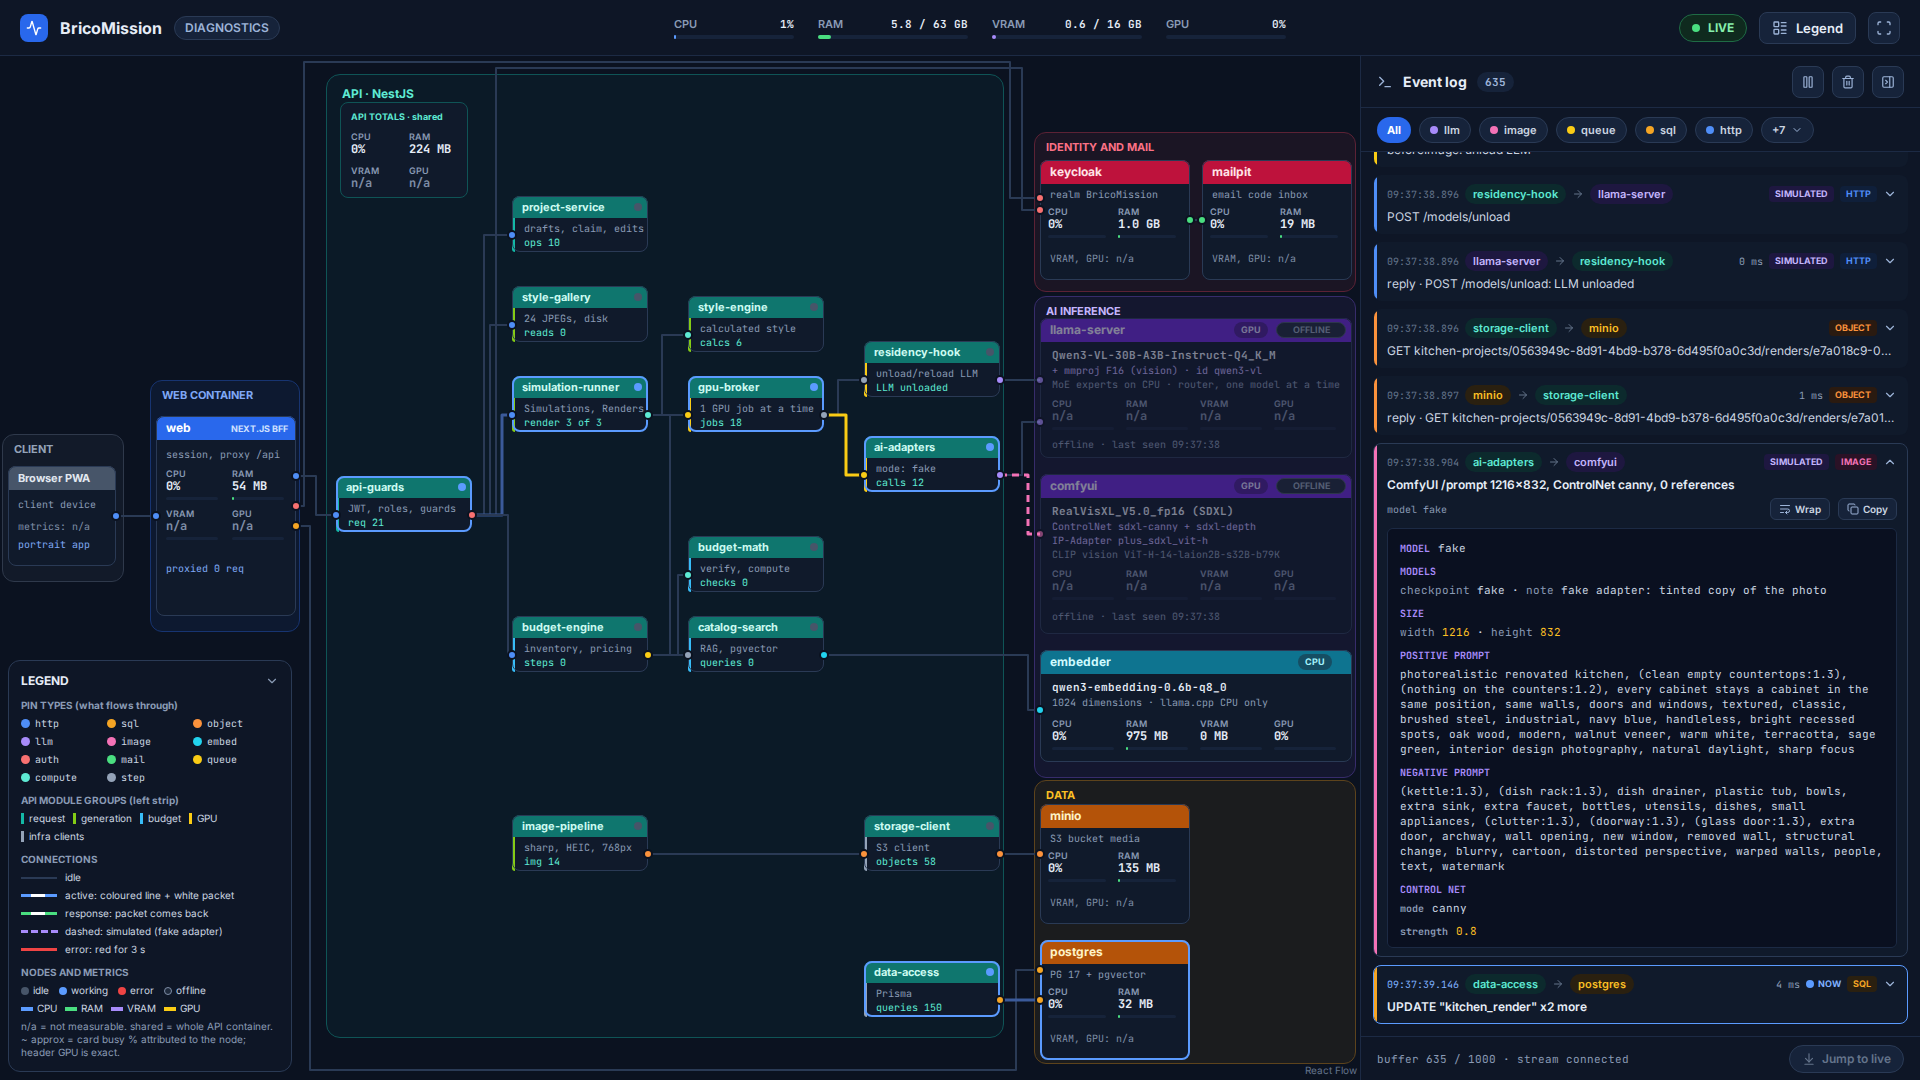 BricoMission
DIAGNOSTICS
CPU 1%
RAM 5.8 / 63 GB
VRAM 0.6 / 16 GB
GPU 0%
LIVE
Legend
CLIENT
Browser PWA
client device
metrics: n/a
portrait app
WEB CONTAINER
web NEXT.JS BFF
session, proxy /api
CPU RAM
0% 54 MB
VRAM GPU
n/a n/a
proxied 0 req
API · NestJS
API TOTALS · shared
CPU RAM
0% 224 MB
VRAM GPU
n/a n/a
api-guards
JWT, roles, guards
req 21
project-service
drafts, claim, edits
ops 10
style-gallery
24 JPEGs, disk
reads 0
simulation-runner
Simulations, Renders
render 3 of 3
budget-engine
inventory, pricing
steps 0
image-pipeline
sharp, HEIC, 768px
img 14
style-engine
calculated style
calcs 6
gpu-broker
1 GPU job at a time
jobs 18
budget-math
verify, compute
checks 0
catalog-search
RAG, pgvector
queries 0
residency-hook
unload/reload LLM
LLM unloaded
ai-adapters
mode: fake
calls 12
storage-client
S3 client
objects 58
data-access
Prisma
queries 150
IDENTITY AND MAIL
keycloak
realm BricoMission
CPU RAM
0% 1.0 GB
VRAM, GPU: n/a
mailpit
email code inbox
CPU RAM
0% 19 MB
VRAM, GPU: n/a
AI INFERENCE
llama-server GPU OFFLINE
Qwen3-VL-30B-A3B-Instruct-Q4_K_M
+ mmproj F16 (vision) · id qwen3-vl
MoE experts on CPU · router, one model at a time
CPU RAM VRAM GPU
n/a n/a n/a n/a
offline · last seen 09:37:38
comfyui GPU OFFLINE
RealVisXL_V5.0_fp16 (SDXL)
ControlNet sdxl-canny + sdxl-depth
IP-Adapter plus_sdxl_vit-h
CLIP vision ViT-H-14-laion2B-s32B-b79K
CPU RAM VRAM GPU
n/a n/a n/a n/a
offline · last seen 09:37:38
embedder CPU
qwen3-embedding-0.6b-q8_0
1024 dimensions · llama.cpp CPU only
CPU RAM VRAM GPU
0% 975 MB 0 MB 0%
DATA
minio
S3 bucket media
CPU RAM
0% 135 MB
VRAM, GPU: n/a
postgres
PG 17 + pgvector
CPU RAM
0% 32 MB
VRAM, GPU: n/a
React Flow
LEGEND
PIN TYPES (what flows through)
http sql object
llm image embed
auth mail queue
compute step
API MODULE GROUPS (left strip)
request generation budget GPU
infra clients
CONNECTIONS
idle
active: coloured line + white packet
response: packet comes back
dashed: simulated (fake adapter)
error: red for 3 s
NODES AND METRICS
idle working error offline
CPU RAM VRAM GPU
n/a = not measurable. shared = whole API container.
~ approx = card busy % attributed to the node;
header GPU is exact.
Event log 635
All llm image queue sql http +7
beforeImage: unload LLM
09:37:38.896 residency-hook → llama-server SIMULATED HTTP
POST /models/unload
09:37:38.896 llama-server → residency-hook 0 ms SIMULATED HTTP
reply · POST /models/unload: LLM unloaded
09:37:38.896 storage-client → minio OBJECT
GET kitchen-projects/0563949c-8d91-4bd9-b378-6d495f0a0c3d/renders/e7a018c9-0...
09:37:38.897 minio → storage-client 1 ms OBJECT
reply · GET kitchen-projects/0563949c-8d91-4bd9-b378-6d495f0a0c3d/renders/e7a01...
09:37:38.904 ai-adapters → comfyui SIMULATED IMAGE
ComfyUI /prompt 1216×832, ControlNet canny, 0 references
model fake Wrap Copy
MODEL fake
MODELS
checkpoint fake · note fake adapter: tinted copy of the photo
SIZE
width 1216 · height 832
POSITIVE PROMPT
photorealistic renovated kitchen, (clean empty countertops:1.3),
(nothing on the counters:1.2), every cabinet stays a cabinet in the
same position, same walls, doors and windows, textured, classic,
brushed steel, industrial, navy blue, handleless, bright recessed
spots, oak wood, modern, walnut veneer, warm white, terracotta, sage
green, interior design photography, natural daylight, sharp focus
NEGATIVE PROMPT
(kettle:1.3), (dish rack:1.3), dish drainer, plastic tub, bowls,
extra sink, extra faucet, bottles, utensils, dishes, small
appliances, (clutter:1.3), (doorway:1.3), (glass door:1.3), extra
door, archway, wall opening, new window, removed wall, structural
change, blurry, cartoon, distorted perspective, warped walls, people,
text, watermark
CONTROL NET
mode canny
strength 0.8
09:37:39.146 data-access → postgres 4 ms NOW SQL
UPDATE "kitchen_render" x2 more
buffer 635 / 1000 · stream connected
Jump to live